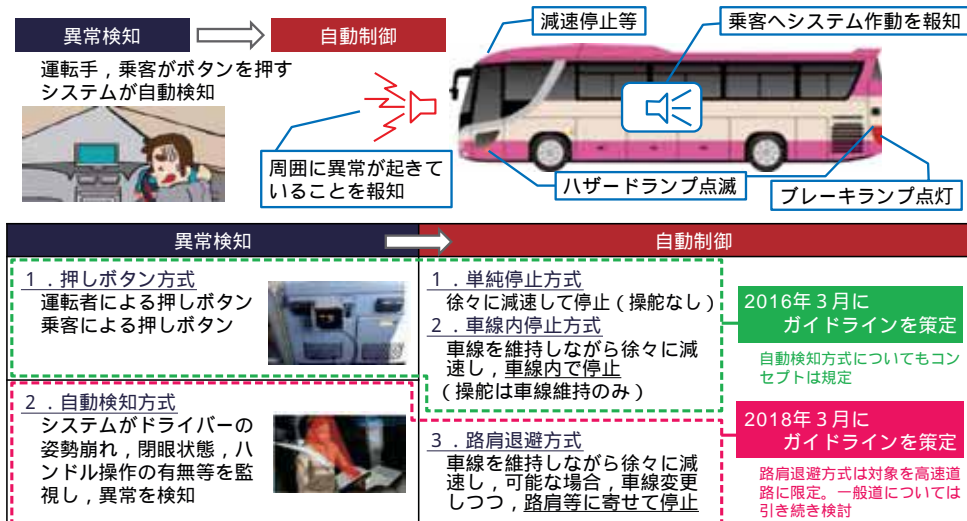 異常検知
自動制御
運転手，乗客がボタンを押す
システムが自動検知
減速停止等
乗客へシステム作動を報知
周囲に異常が起きて
いることを報知
ハザードランプ点滅
ブレーキランプ点灯
異常検知
自動制御
１．押しボタン方式
運転者による押しボタン
乗客による押しボタン
２．自動検知方式
システムがドライバーの
姿勢崩れ，閉眼状態，ハ
ンドル操作の有無等を監
視し，異常を検知
１．単純停止方式
徐々に減速して停止（操舵なし）
２．車線内停止方式
車線を維持しながら徐々に減
速し，車線内で停止
（操舵は車線維持のみ）
３．路肩退避方式
車線を維持しながら徐々に減
速し，可能な場合，車線変更
しつつ，路肩等に寄せて停止
2016年３月に
ガイドラインを策定
自動検知方式についてもコン
セプトは規定
2018年３月に
ガイドラインを策定
路肩退避方式は対象を高速道
路に限定。一般道については
引き続き検討